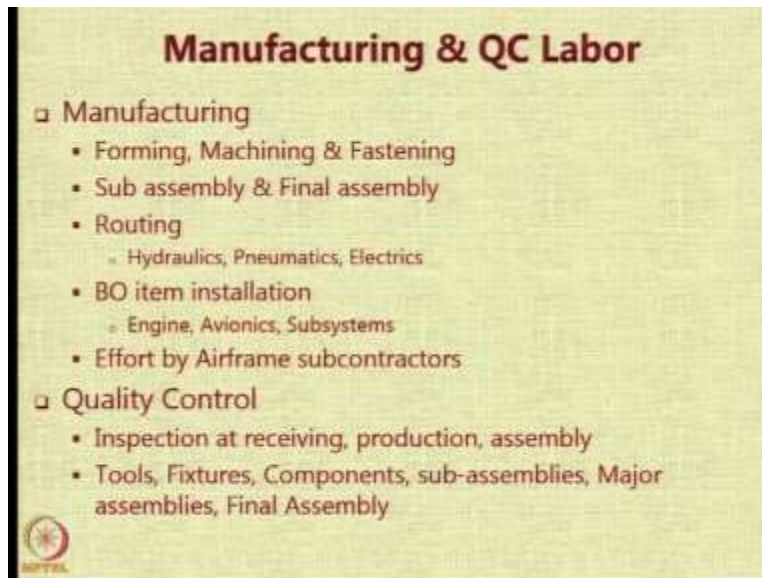 Manufacturing & QC Labor
Manufacturing
Forming, Machining & Fastening
Sub assembly & Final assembly
Routing
Hydraulics, Pneumatics, Electrics
BO item installation
Engine, Avionics, Subsystems
Effort by Airframe subcontractors
Quality Control
Inspection at receiving, production, assembly
Tools, Fixtures, Components, sub-assemblies, Major
assemblies, Final Assembly
NPTEL